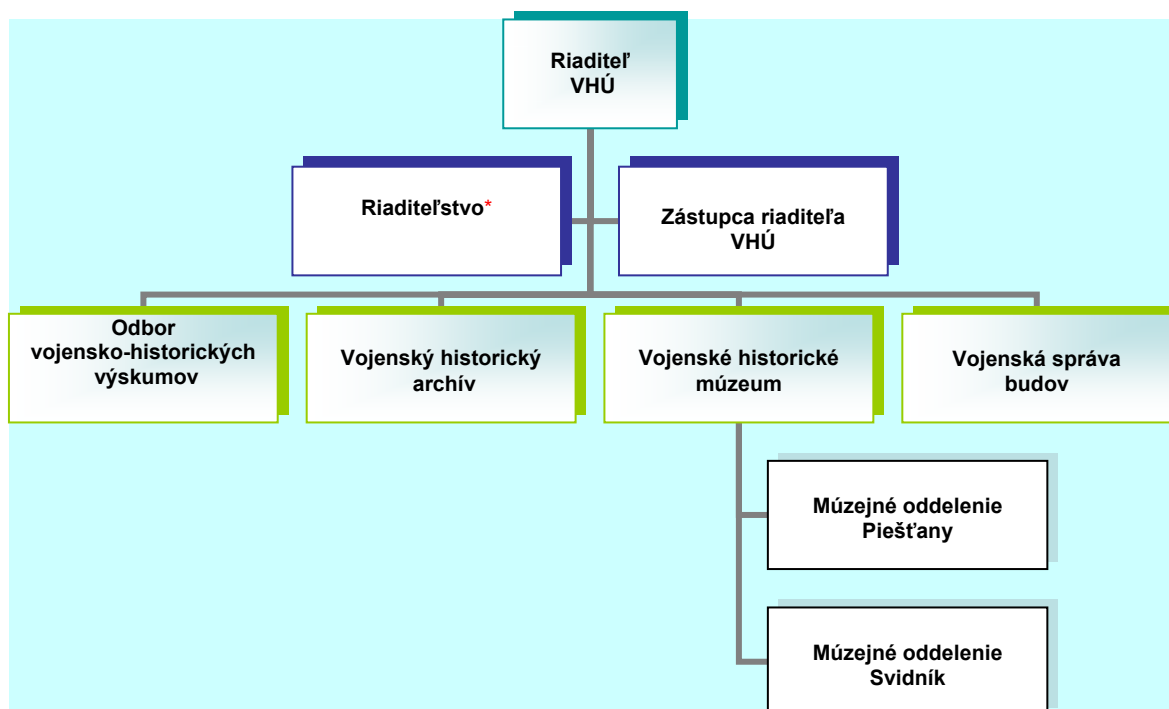 Riaditeľ
VHÚ
Riaditeľstvo*
Zástupca riaditeľa
VHÚ
Odbor
vojensko-historických
výskumov
Vojenský historický
archív
Vojenské historické
múzeum
Vojenská správa
budov
Múzejné oddelenie
Piešťany
Múzejné oddelenie
Svidník